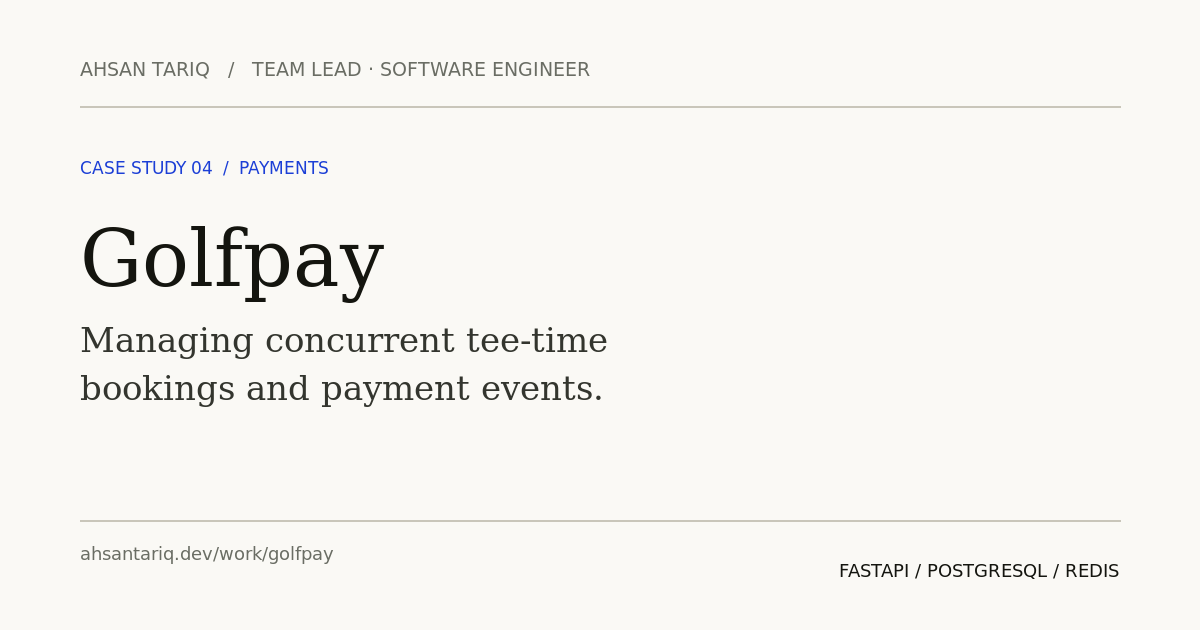 AHSAN TARIQ / TEAM LEAD · SOFTWARE ENGINEER
CASE STUDY 04 / PAYMENTS
Golfpay
Managing concurrent tee-time
bookings and payment events.
ahsantariq.dev/work/golfpay
FASTAPI / POSTGRESQL / REDIS